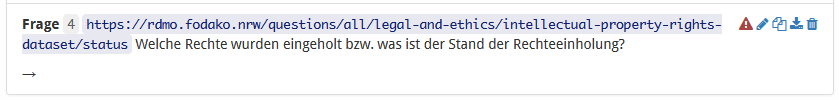 Frage 4 https://rdmo.fodako.nrw/questions/all/legal-and-ethics/intellectual-property-rights-
dataset/status Welche Rechte wurden eingeholt bzw. was ist der Stand der Rechteeinholung?
→